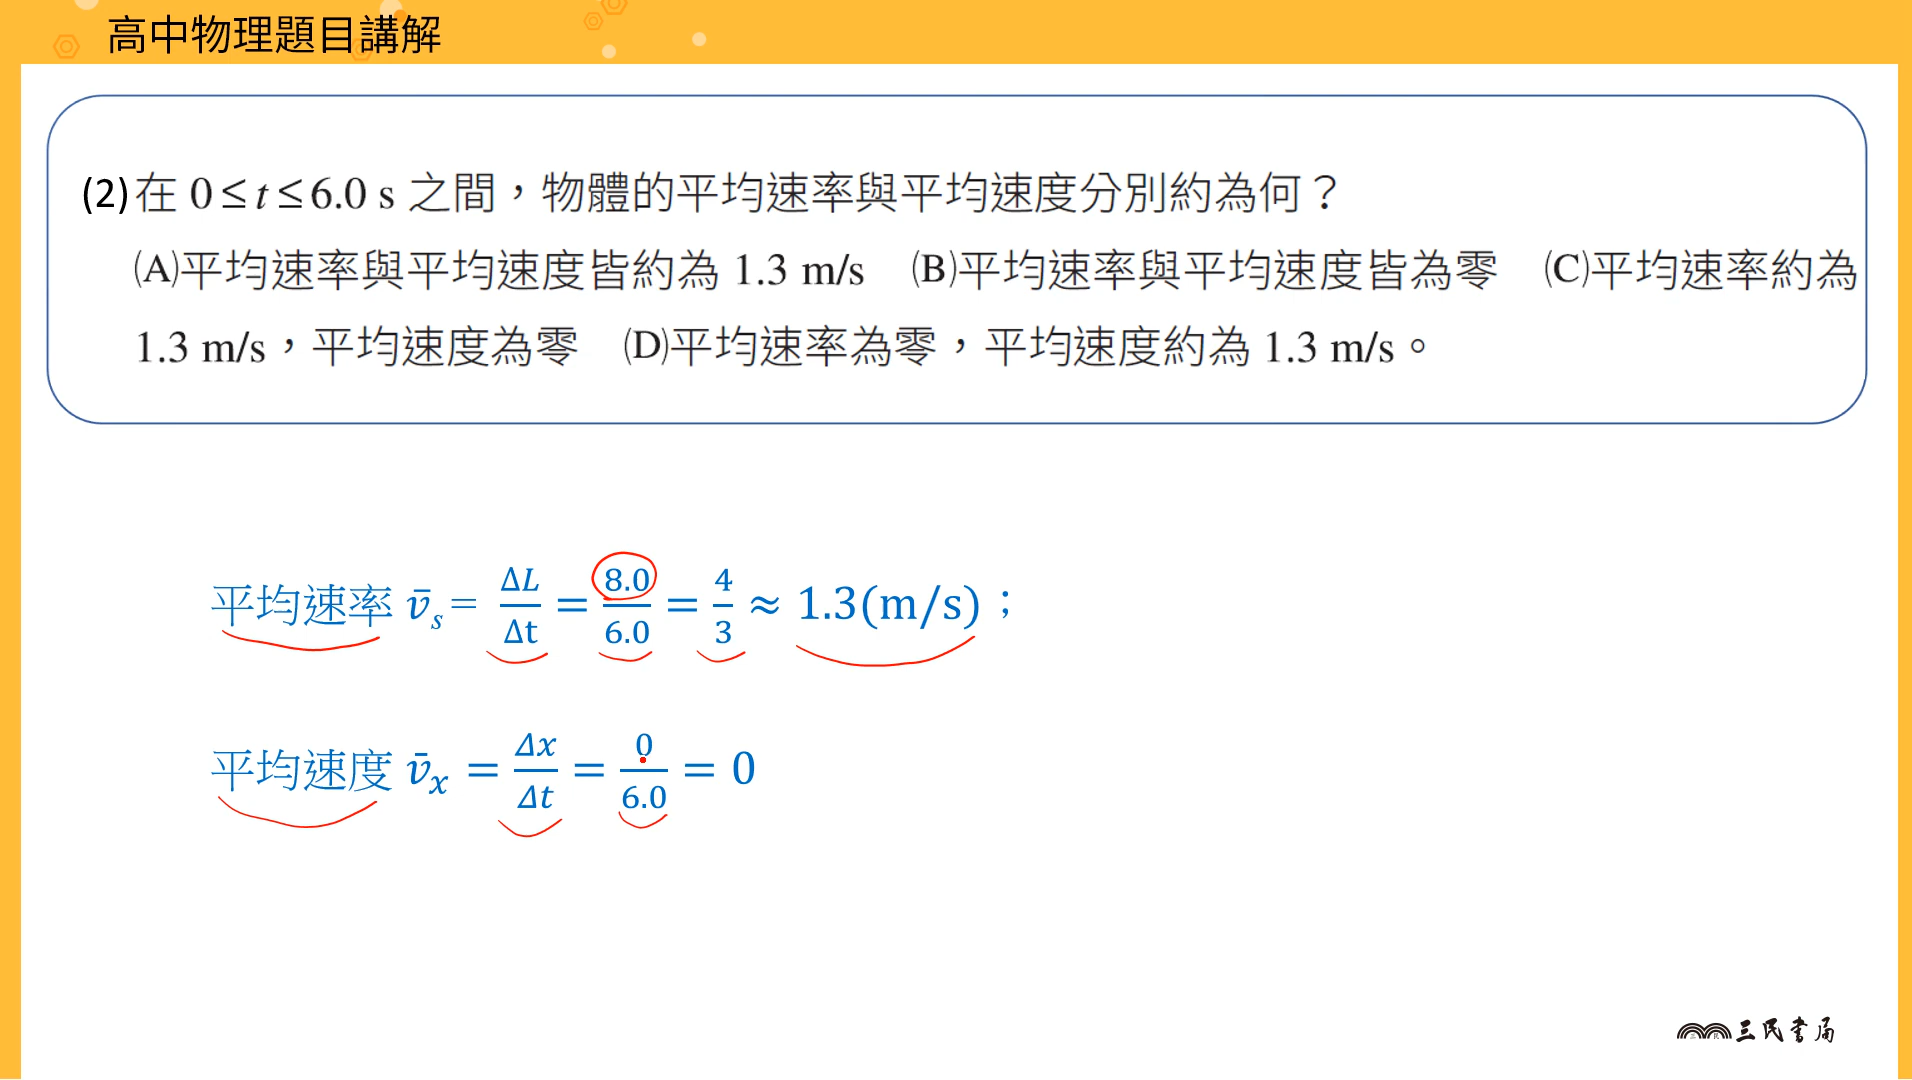 高中物理題目講解
(2)在 0≤t≤6.0 s 之間，物體的平均速率與平均速度分別約為何？
(A)平均速率與平均速度皆約為 1.3 m/s　(B)平均速率與平均速度皆為零　(C)平均速率約為
1.3 m/s，平均速度為零　(D)平均速率為零，平均速度約為 1.3 m/s。
平均速率 v̄ₛ = ΔL/Δt = 8.0/6.0 = 4/3 ≈ 1.3(m/s)；
平均速度 v̄ₓ = Δx/Δt = 0/6.0 = 0
三民書局